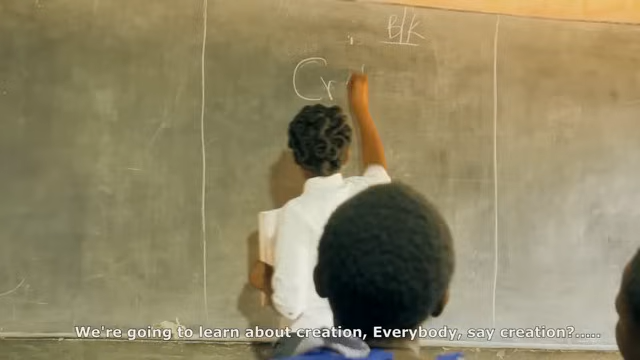 B/K
Cr
We're going to learn about creation, Everybody, say creation?.....